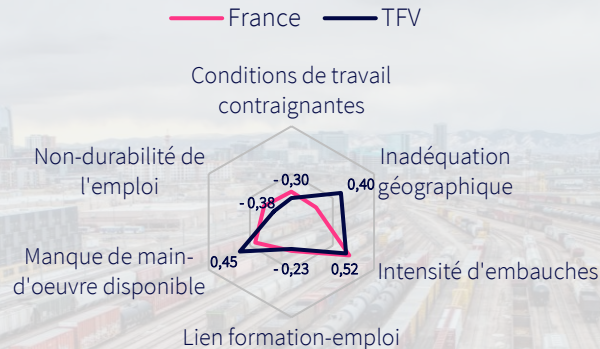 France TFV
Conditions de travail
contraignantes
Non-durabilité de
l'emploi
Inadéquation
géographique
- 0,30
0,40
- 0,38
Manque de main-
d'oeuvre disponible
0,45
- 0,23
0,52
Intensité d'embauches
Lien formation-emploi